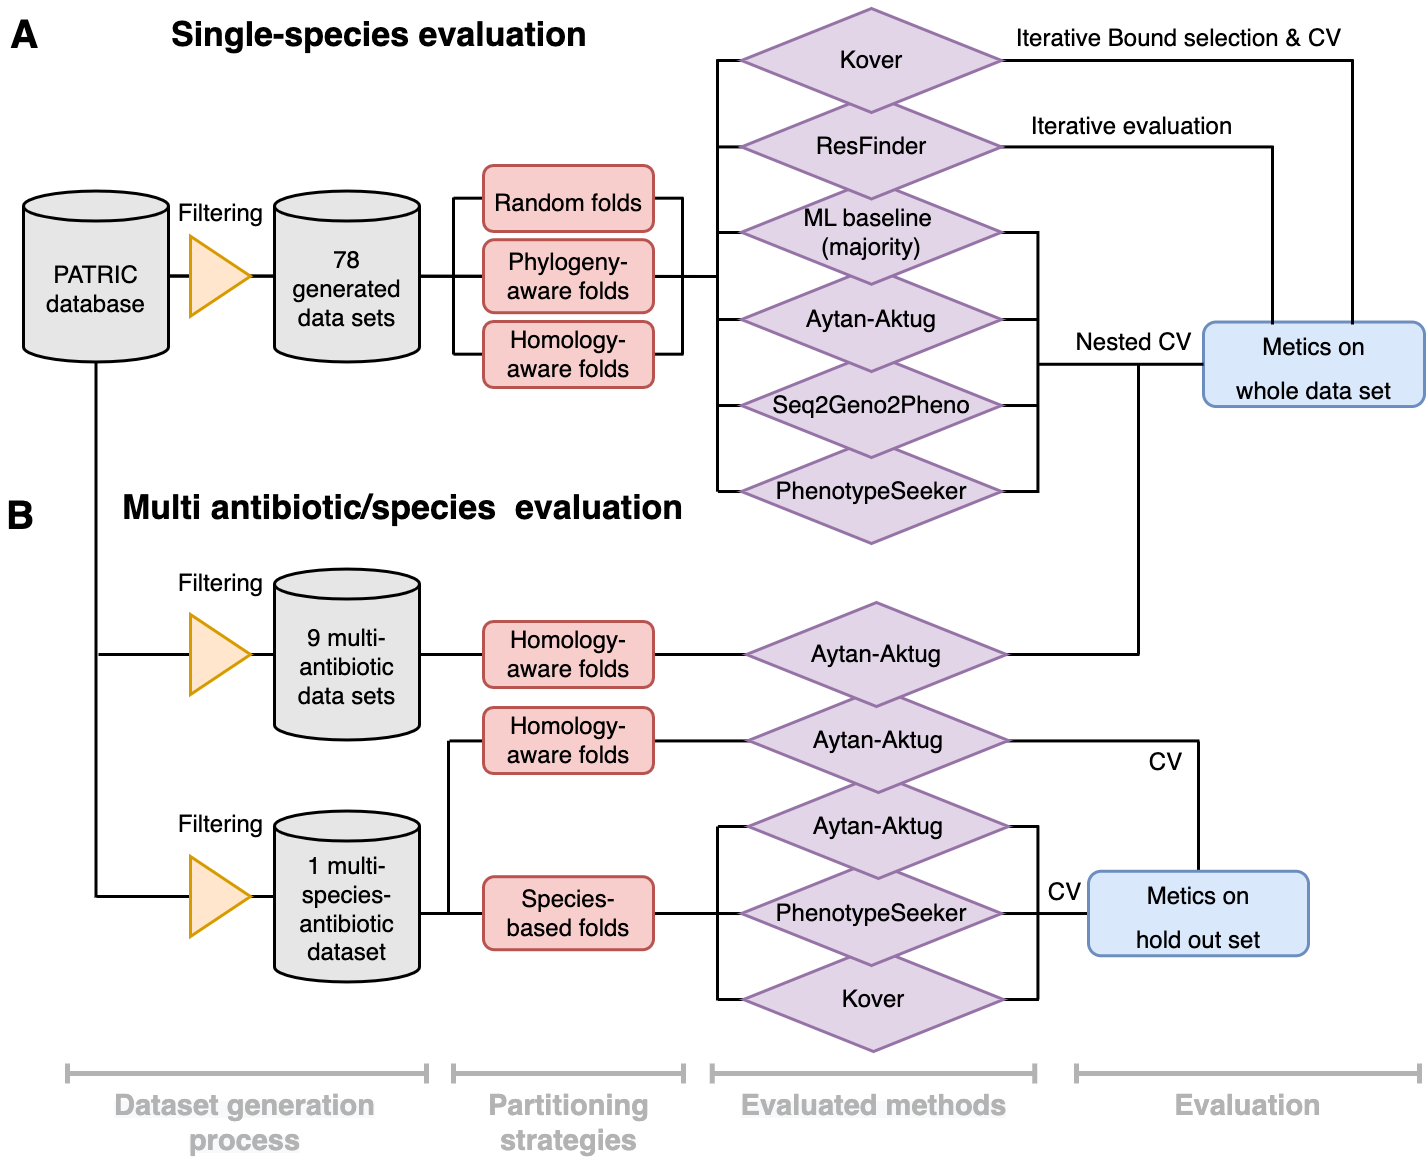 A
Single-species evaluation
Kover
Iterative Bound selection & CV
ResFinder
Iterative evaluation
PATRIC
database
Filtering
78
generated
data sets
Random folds
Phylogeny-
aware folds
Homology-
aware folds
ML baseline
(majority)
Aytan-Aktug
Seq2Geno2Pheno
PhenotypeSeeker
Nested CV
Metics on
whole data set
B
Multi antibiotic/species evaluation
Filtering
9 multi-
antibiotic
data sets
Homology-
aware folds
Aytan-Aktug
Homology-
aware folds
Aytan-Aktug
CV
Filtering
1 multi-
species-
antibiotic
dataset
Species-
based folds
Aytan-Aktug
PhenotypeSeeker
Kover
CV
Metics on
hold out set
Dataset generation
process
Partitioning
strategies
Evaluated methods
Evaluation